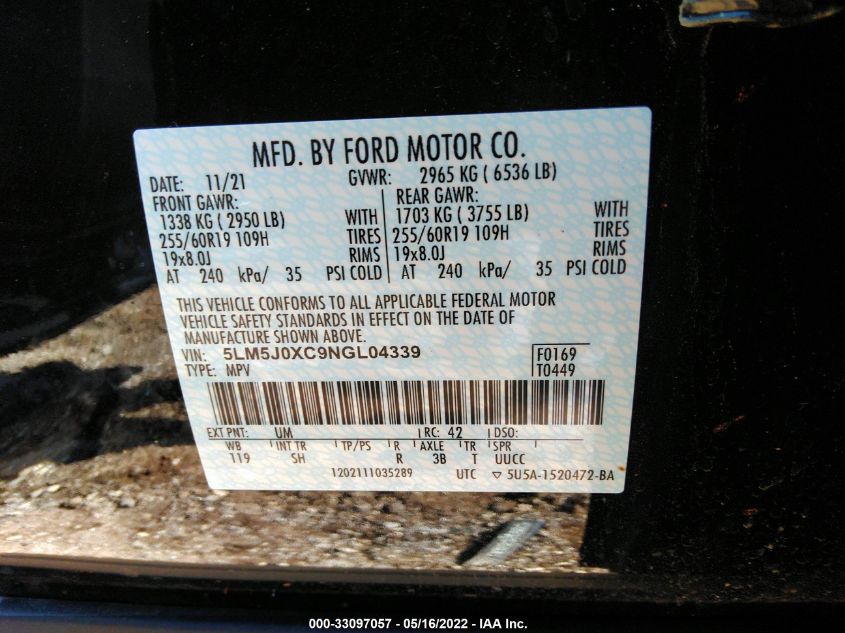 MFD. BY FORD MOTOR CO.
DATE: 11/21 GVWR: 2965 KG ( 6536 LB)
FRONT GAWR: REAR GAWR:
1338 KG ( 2950 LB) WITH 1703 KG ( 3755 LB) WITH
255/60R19 109H TIRES 255/60R19 109H TIRES
19x8.0J RIMS 19x8.0J RIMS
AT 240 kPa/ 35 PSI COLD AT 240 kPa/ 35 PSI COLD
THIS VEHICLE CONFORMS TO ALL APPLICABLE FEDERAL MOTOR
VEHICLE SAFETY STANDARDS IN EFFECT ON THE DATE OF
MANUFACTURE SHOWN ABOVE.
VIN: 5LM5J0XC9NGL04339 F0169
TYPE: MPV T0449
EXT PNT: UM RC: 42 DSO:
WB INT TR TP/PS R AXLE TR SPR
119 SH R 3B T UUCC
1202111035289 UTC ▽ 5U5A-1520472-BA
000-33097057 - 05/16/2022 - IAA Inc.